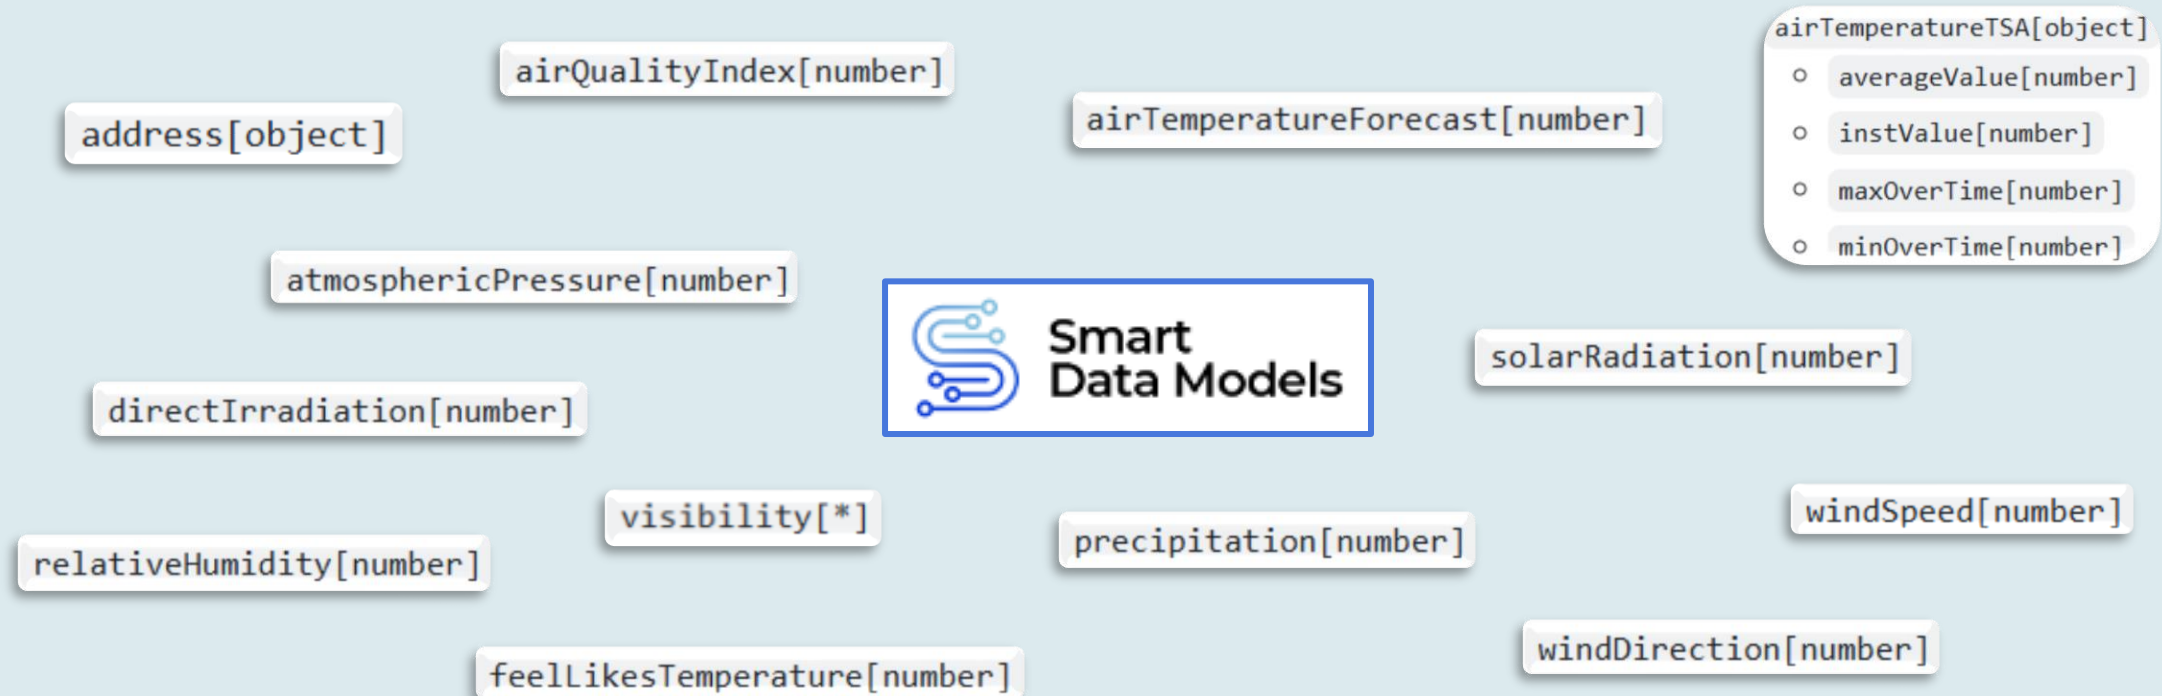 airTemperatureTSA[object]
averageValue[number]
instValue[number]
maxOverTime[number]
minOverTime[number]
airQualityIndex[number]
airTemperatureForecast[number]
address[object]
atmosphericPressure[number]
Smart
Data Models
solarRadiation[number]
directIrradiation[number]
visibility[*]
windSpeed[number]
precipitation[number]
relativeHumidity[number]
windDirection[number]
feelLikesTemperature[number]